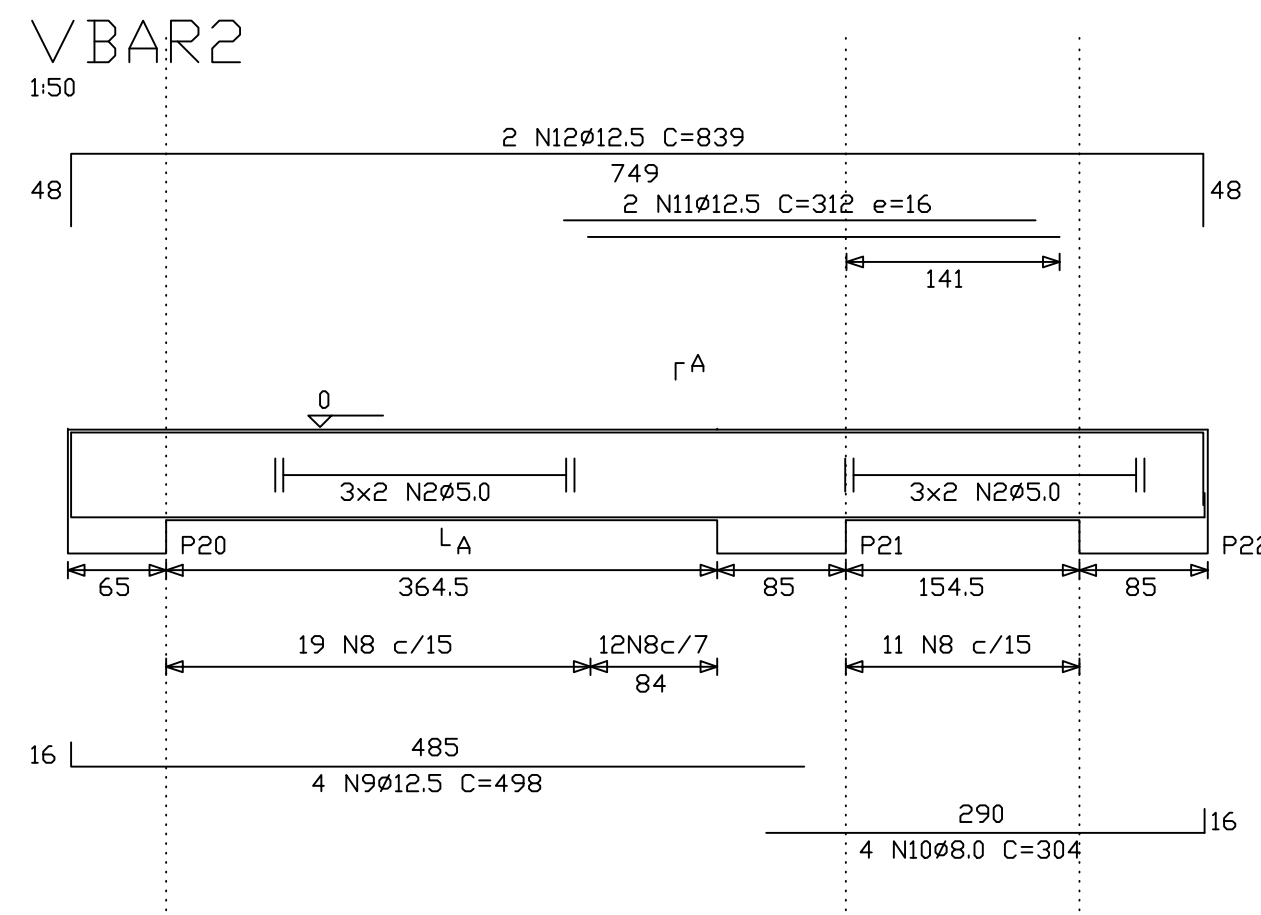 VBAR2
1:50
2 N12ø12.5 C=839
48 749 48
2 N11ø12.5 C=312 e=16
141
A
0
3x2 N2ø5.0 3x2 N2ø5.0
P20 A P21 P22
65 364.5 85 154.5 85
19 N8 c/15 12N8c/7 11 N8 c/15
84
16 485
4 N9ø12.5 C=498
290 16
4 N10ø8.0 C=304